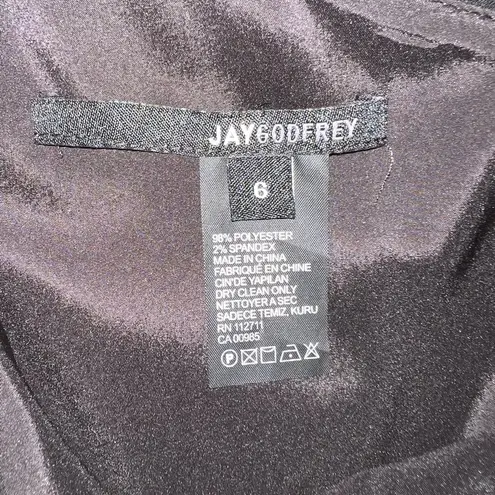 JAYGODFREY
6
98% POLYESTER
2% SPANDEX
MADE IN CHINA
FABRIQUÉ EN CHINE
CIN'DE YAPILAN
DRY CLEAN ONLY
NETTOYER A SEC
SADECE TEMIZ, KURU
RN 112711
CA 00985
P